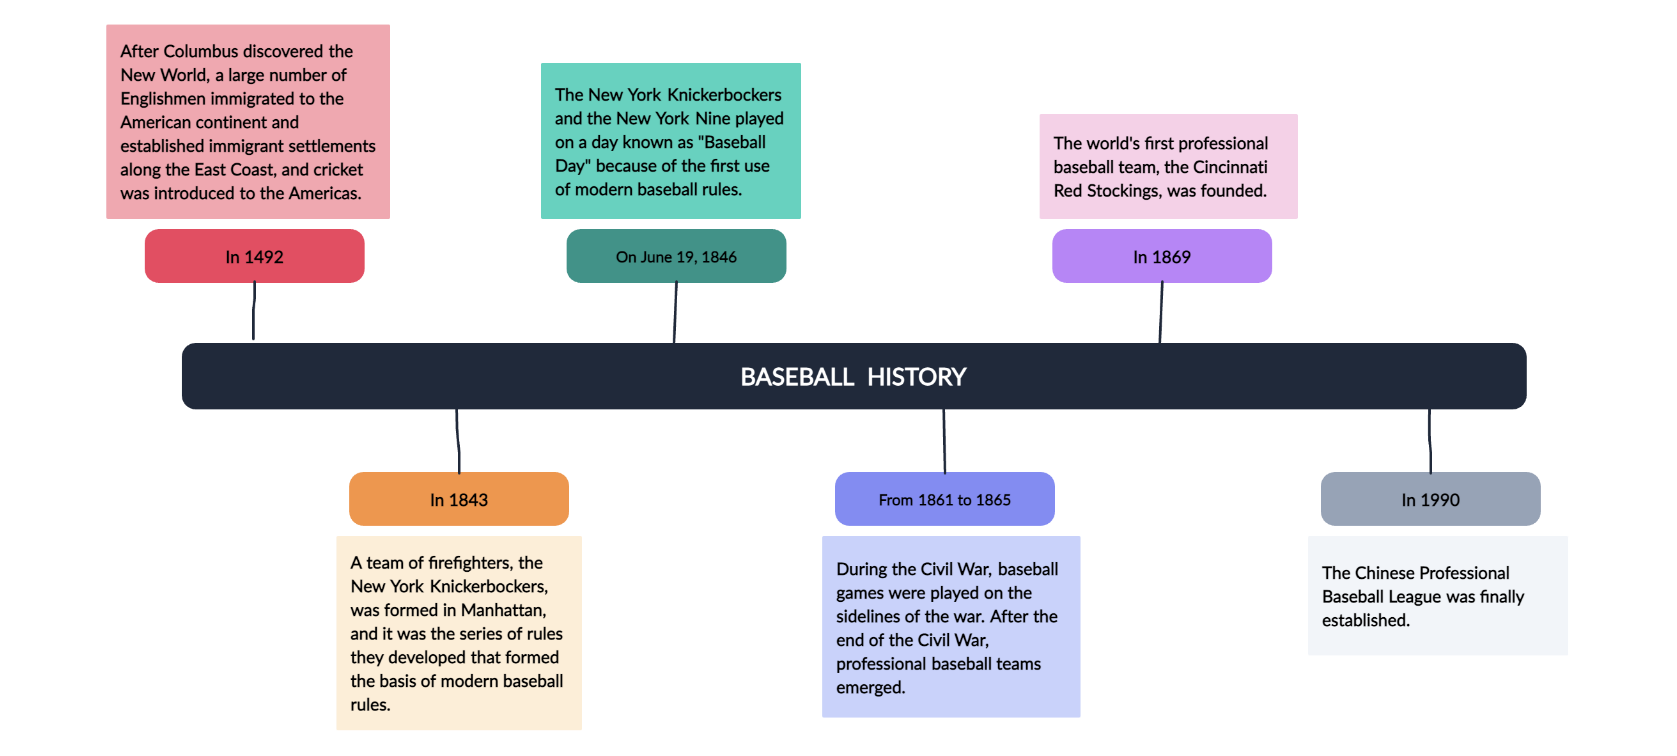 After Columbus discovered the
New World, a large number of
Englishmen immigrated to the
American continent and
established immigrant settlements
along the East Coast, and cricket
was introduced to the Americas.
In 1492
The New York Knickerbockers
and the New York Nine played
on a day known as "Baseball
Day" because of the first use
of modern baseball rules.
On June 19, 1846
The world's first professional
baseball team, the Cincinnati
Red Stockings, was founded.
In 1869
BASEBALL HISTORY
In 1843
A team of firefighters, the
New York Knickerbockers,
was formed in Manhattan,
and it was the series of rules
they developed that formed
the basis of modern baseball
rules.
From 1861 to 1865
During the Civil War, baseball
games were played on the
sidelines of the war. After the
end of the Civil War,
professional baseball teams
emerged.
In 1990
The Chinese Professional
Baseball League was finally
established.